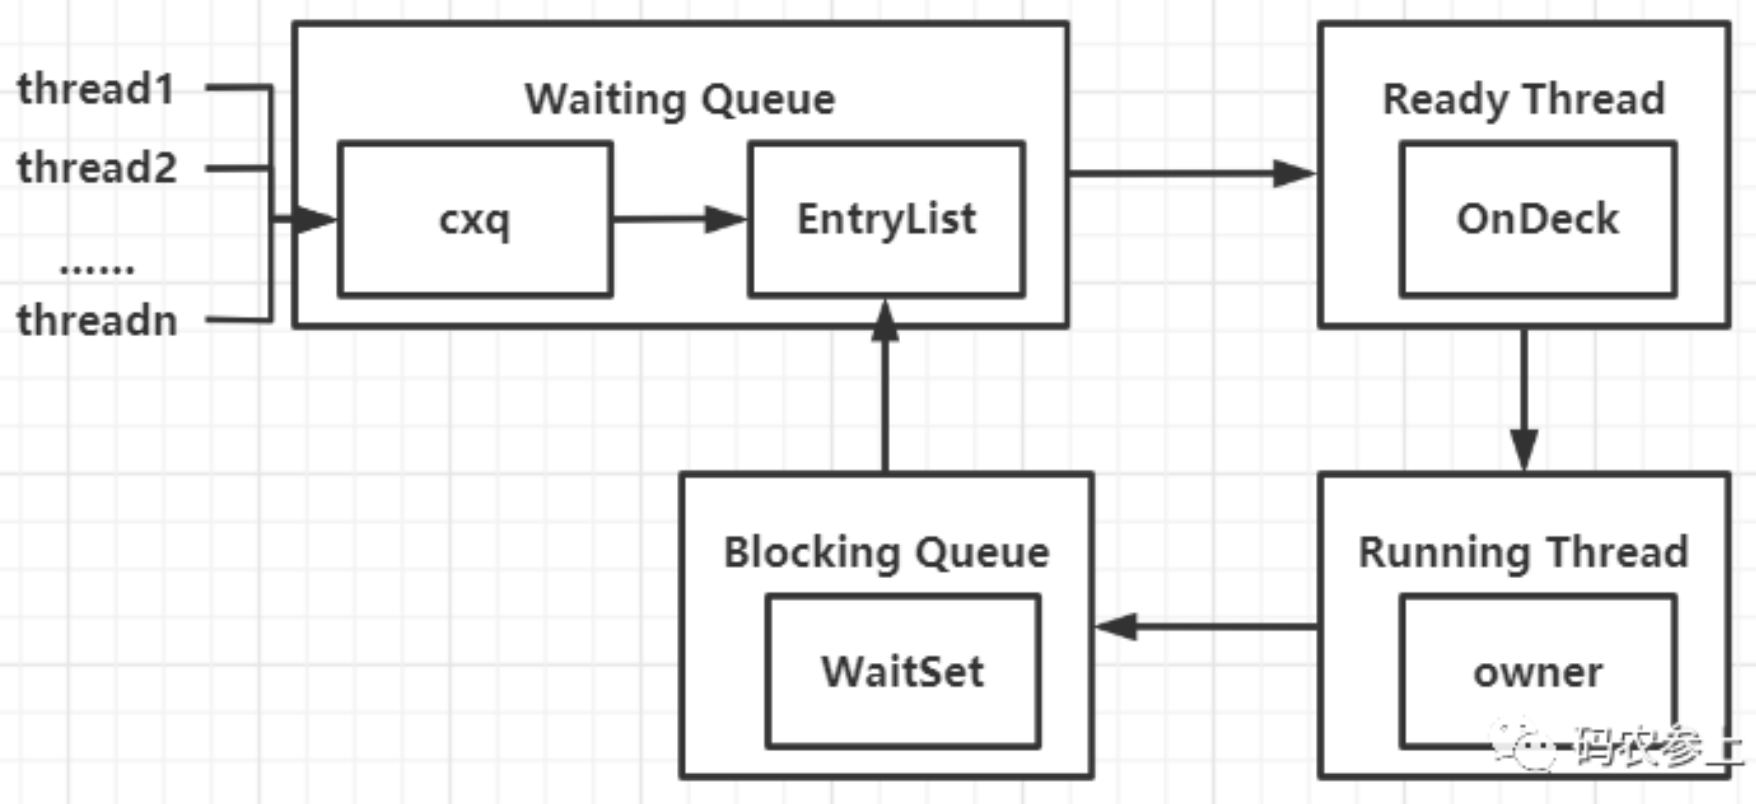 thread1
thread2
......
threadn
Waiting Queue
cxq
EntryList
Ready Thread
OnDeck
Blocking Queue
WaitSet
Running Thread
owner
码农参上